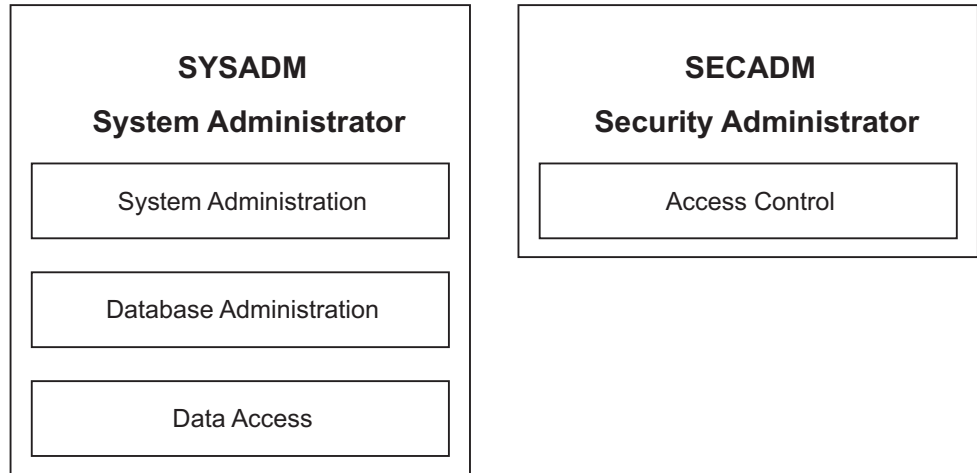 SYSADM
System Administrator
System Administration
Database Administration
Data Access
SECADM
Security Administrator
Access Control